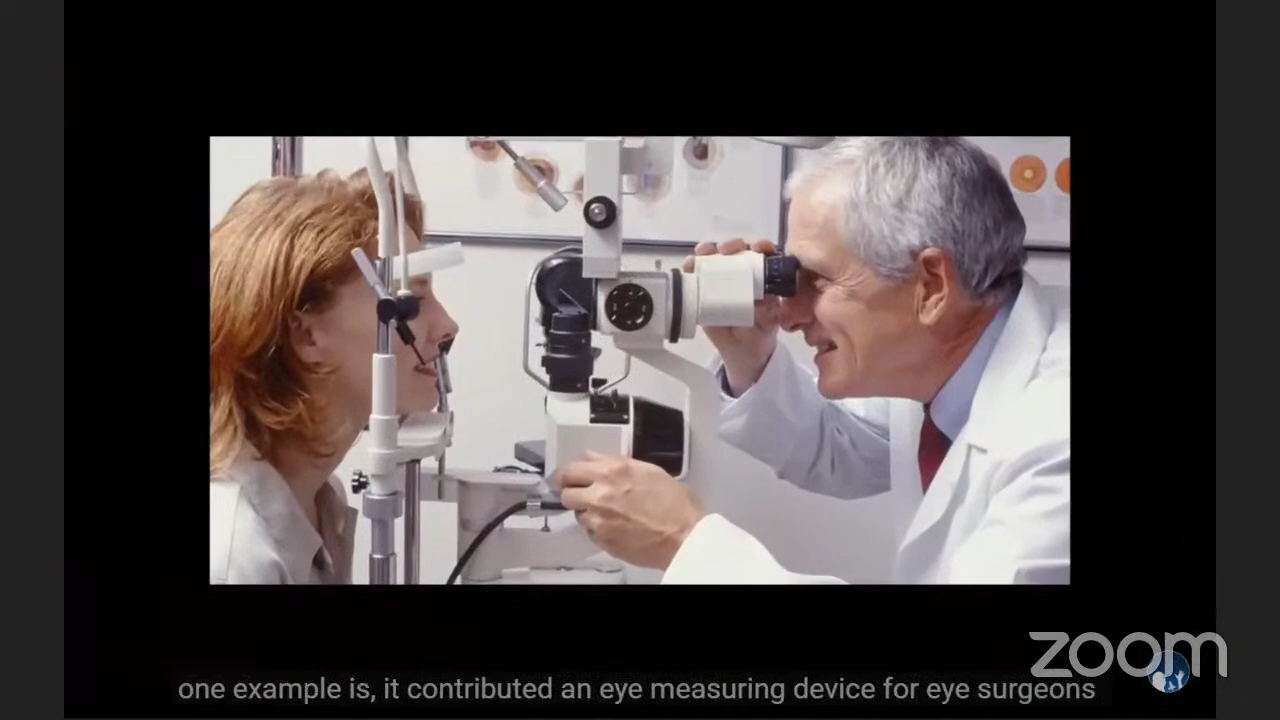 zoom
one example is, it contributed an eye measuring device for eye surgeons